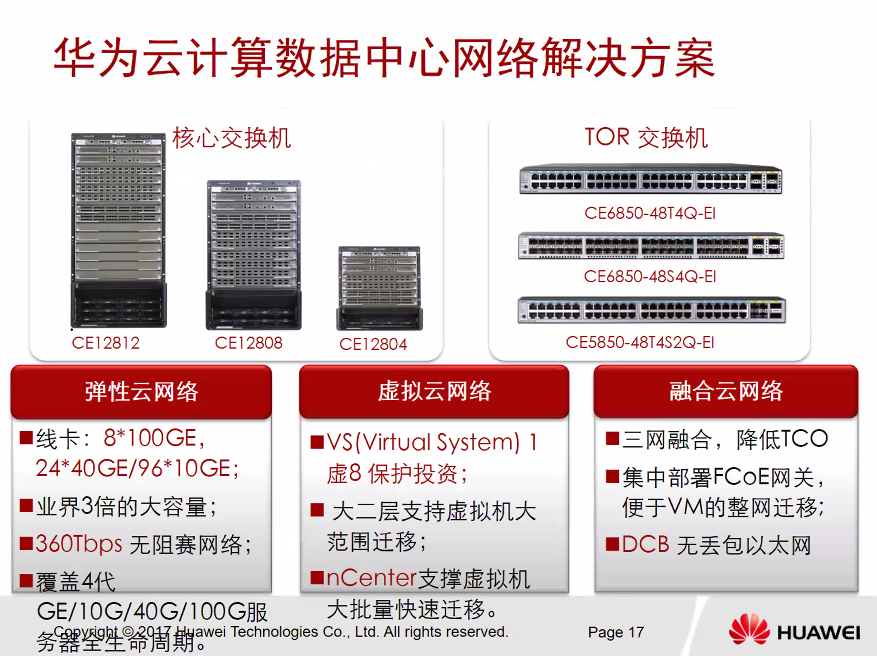 华为云计算数据中心网络解决方案
核心交换机
CE12812
CE12808
CE12804
TOR 交换机
CE6850-48T4Q-EI
CE6850-48S4Q-EI
CE5850-48T4S2Q-EI
弹性云网络
■线卡：8*100GE，
24*40GE/96*10GE；
■业界3倍的大容量；
■360Tbps 无阻赛网络；
■覆盖4代
GE/10G/40G/100G服
务器全生命周期。
虚拟云网络
■VS(Virtual System) 1
虚8 保护投资；
■ 大二层支持虚拟机大
范围迁移；
■nCenter支撑虚拟机
大批量快速迁移。
融合云网络
■三网融合，降低TCO
■集中部署FCoE网关，
便于VM的整网迁移；
■DCB 无丢包以太网
Copyright © 2017 Huawei Technologies Co., Ltd. All rights reserved.
Page 17
HUAWEI